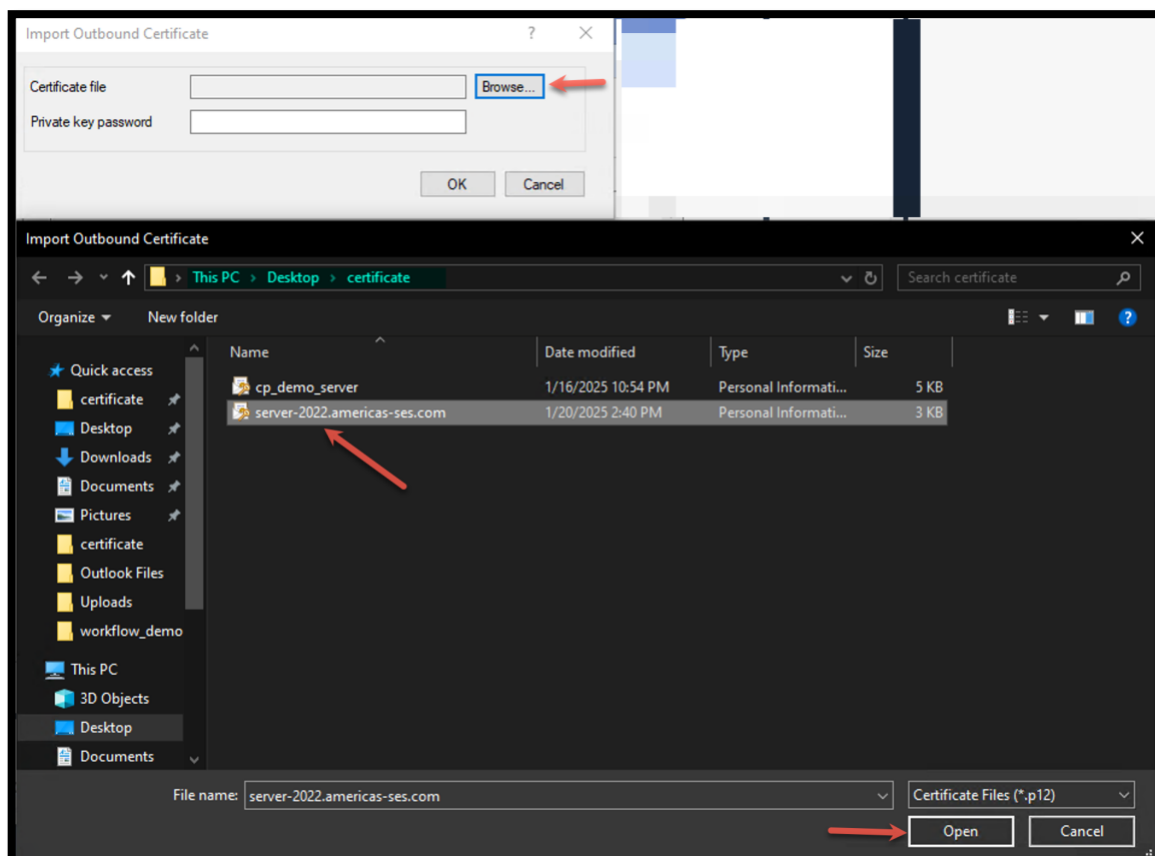 Import Outbound Certificate ?
Certificate file Browse...
Private key password
OK Cancel
Import Outbound Certificate
This PC > Desktop > certificate Search certificate
Organize New folder ?
Name Date modified Type Size
Quick access
cp_demo_server 1/16/2025 10:54 PM Personal Informati... 5 KB
certificate
server-2022.americas-ses.com 1/20/2025 2:40 PM Personal Informati... 3 KB
Desktop
Downloads
Documents
Pictures
certificate
Outlook Files
Uploads
workflow_demo
This PC
3D Objects
Desktop
Documents
File name: server-2022.americas-ses.com Certificate Files (*.p12)
Open Cancel